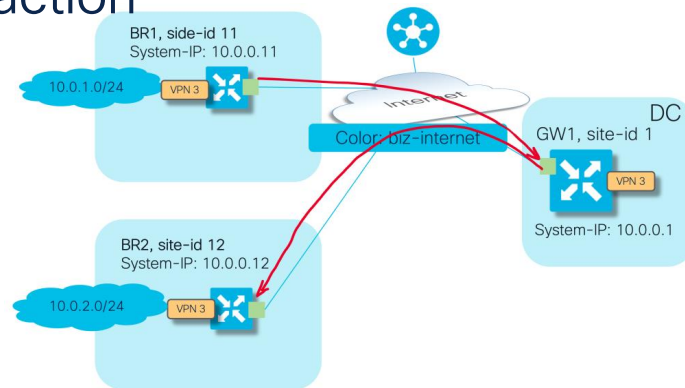 action
BR1, side-id 11
System-IP: 10.0.0.11
10.0.1.0/24
VPN 3
Internet
Color: biz-internet
DC
GW1, site-id 1
VPN 3
System-IP: 10.0.0.1
BR2, site-id 12
System-IP: 10.0.0.12
10.0.2.0/24
VPN 3